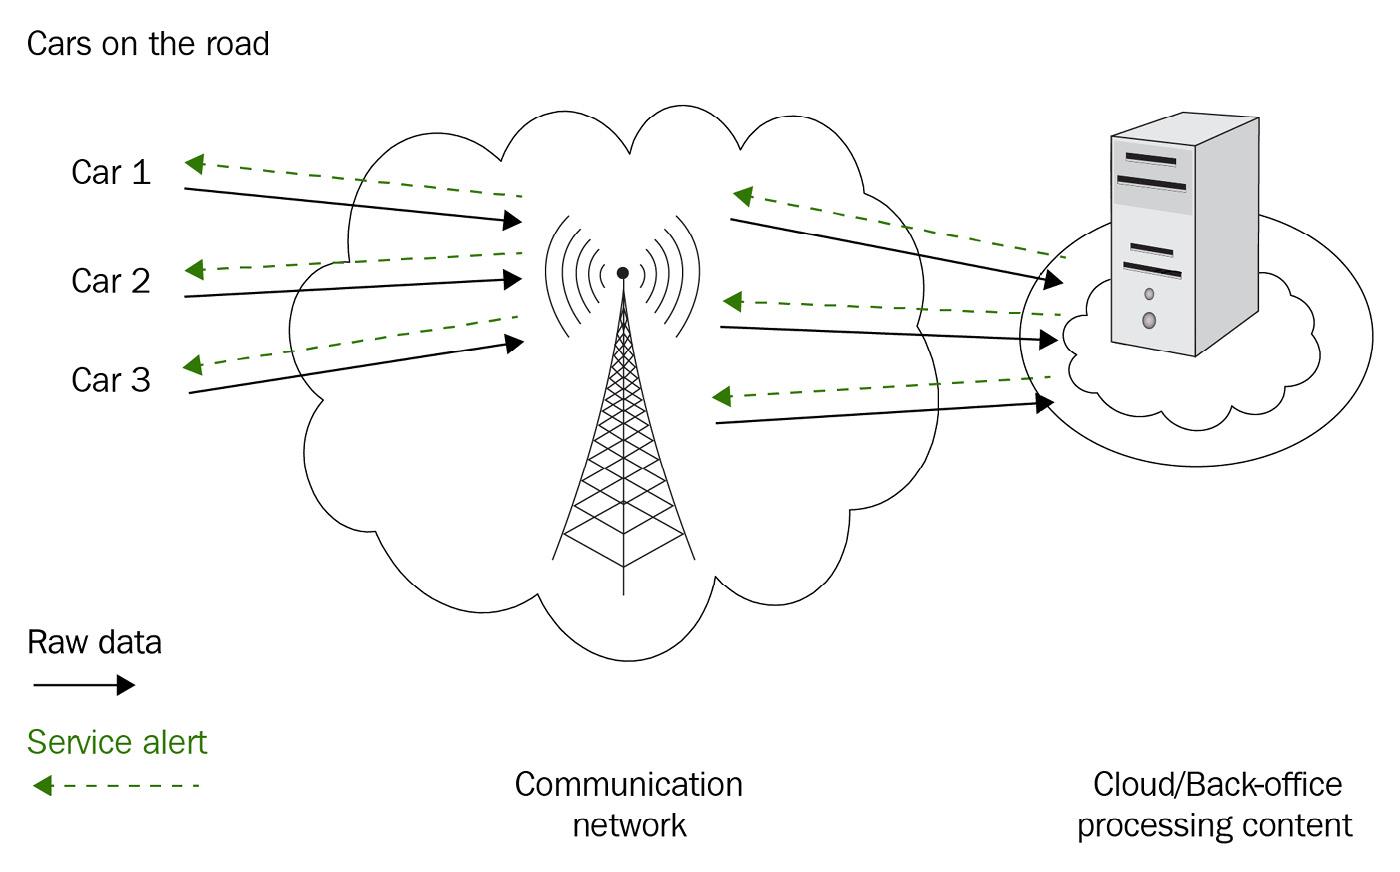 Cars on the road
Car 1
Car 2
Car 3
Raw data
Service alert
Communication
network
Cloud/Back-office
processing content